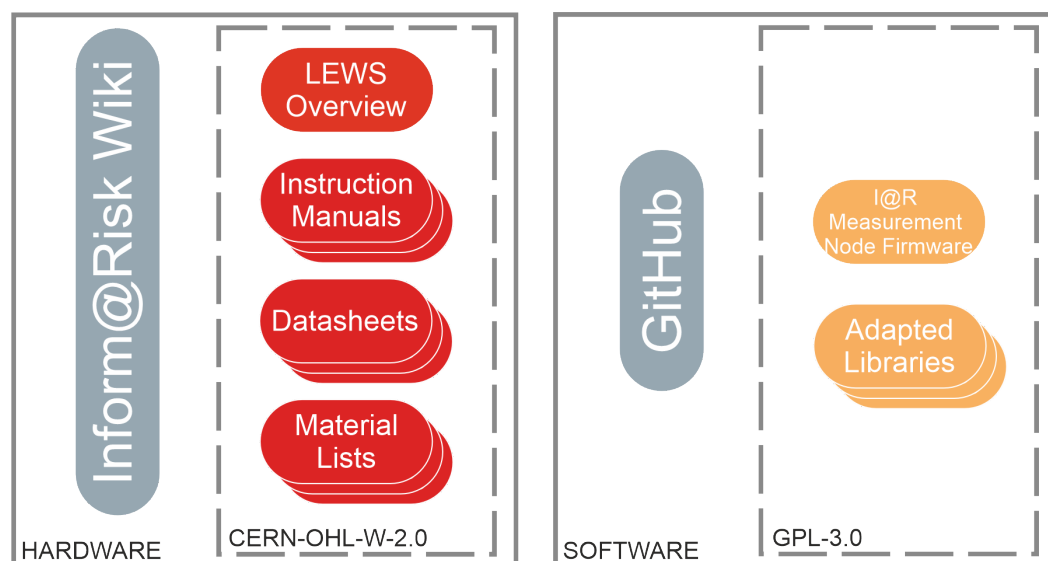 Inform@Risk Wiki
LEWS
Overview
Instruction
Manuals
Datasheets
Material
Lists
HARDWARE
CERN-OHL-W-2.0
GitHub
I@R
Measurement
Node Firmware
Adapted
Libraries
SOFTWARE
GPL-3.0